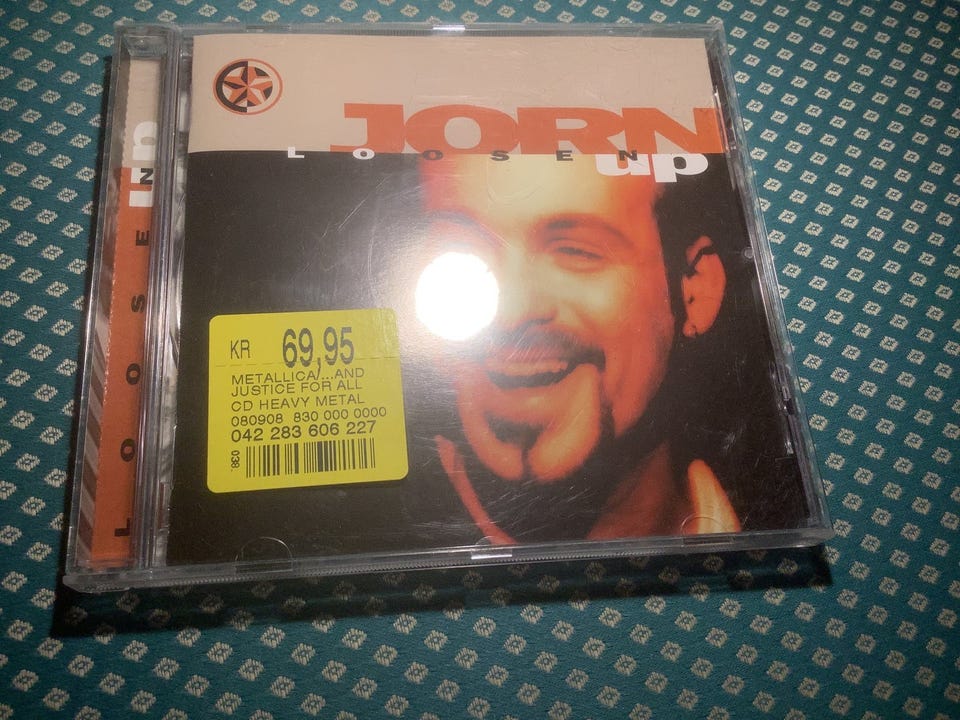 JORN
LOOSEN
up
LOOSEN
up
KR 69,95
METALLICA/...AND
JUSTICE FOR ALL
CD HEAVY METAL
080908 830 000 0000
042 283 606 227
038.